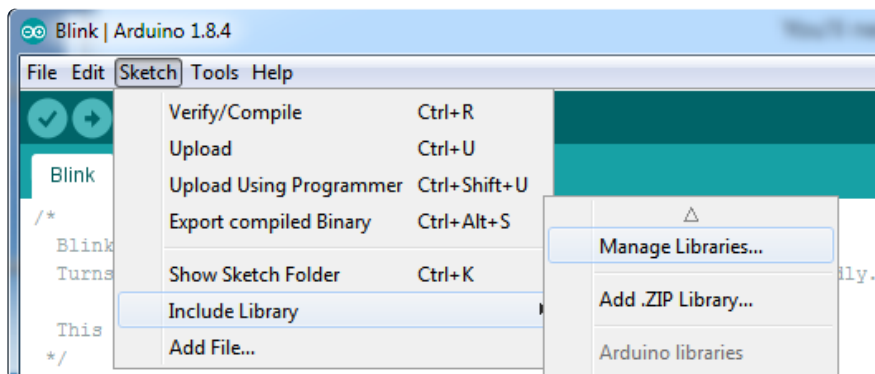 Blink | Arduino 1.8.4
File Edit Sketch Tools Help
Verify/Compile Ctrl+R
Upload Ctrl+U
Upload Using Programmer Ctrl+Shift+U
Export compiled Binary Ctrl+Alt+S
Show Sketch Folder Ctrl+K
Include Library
Add File...
Manage Libraries...
Add .ZIP Library...
Arduino libraries
Blink
/*
Blink
Turns
dly.
This
*/